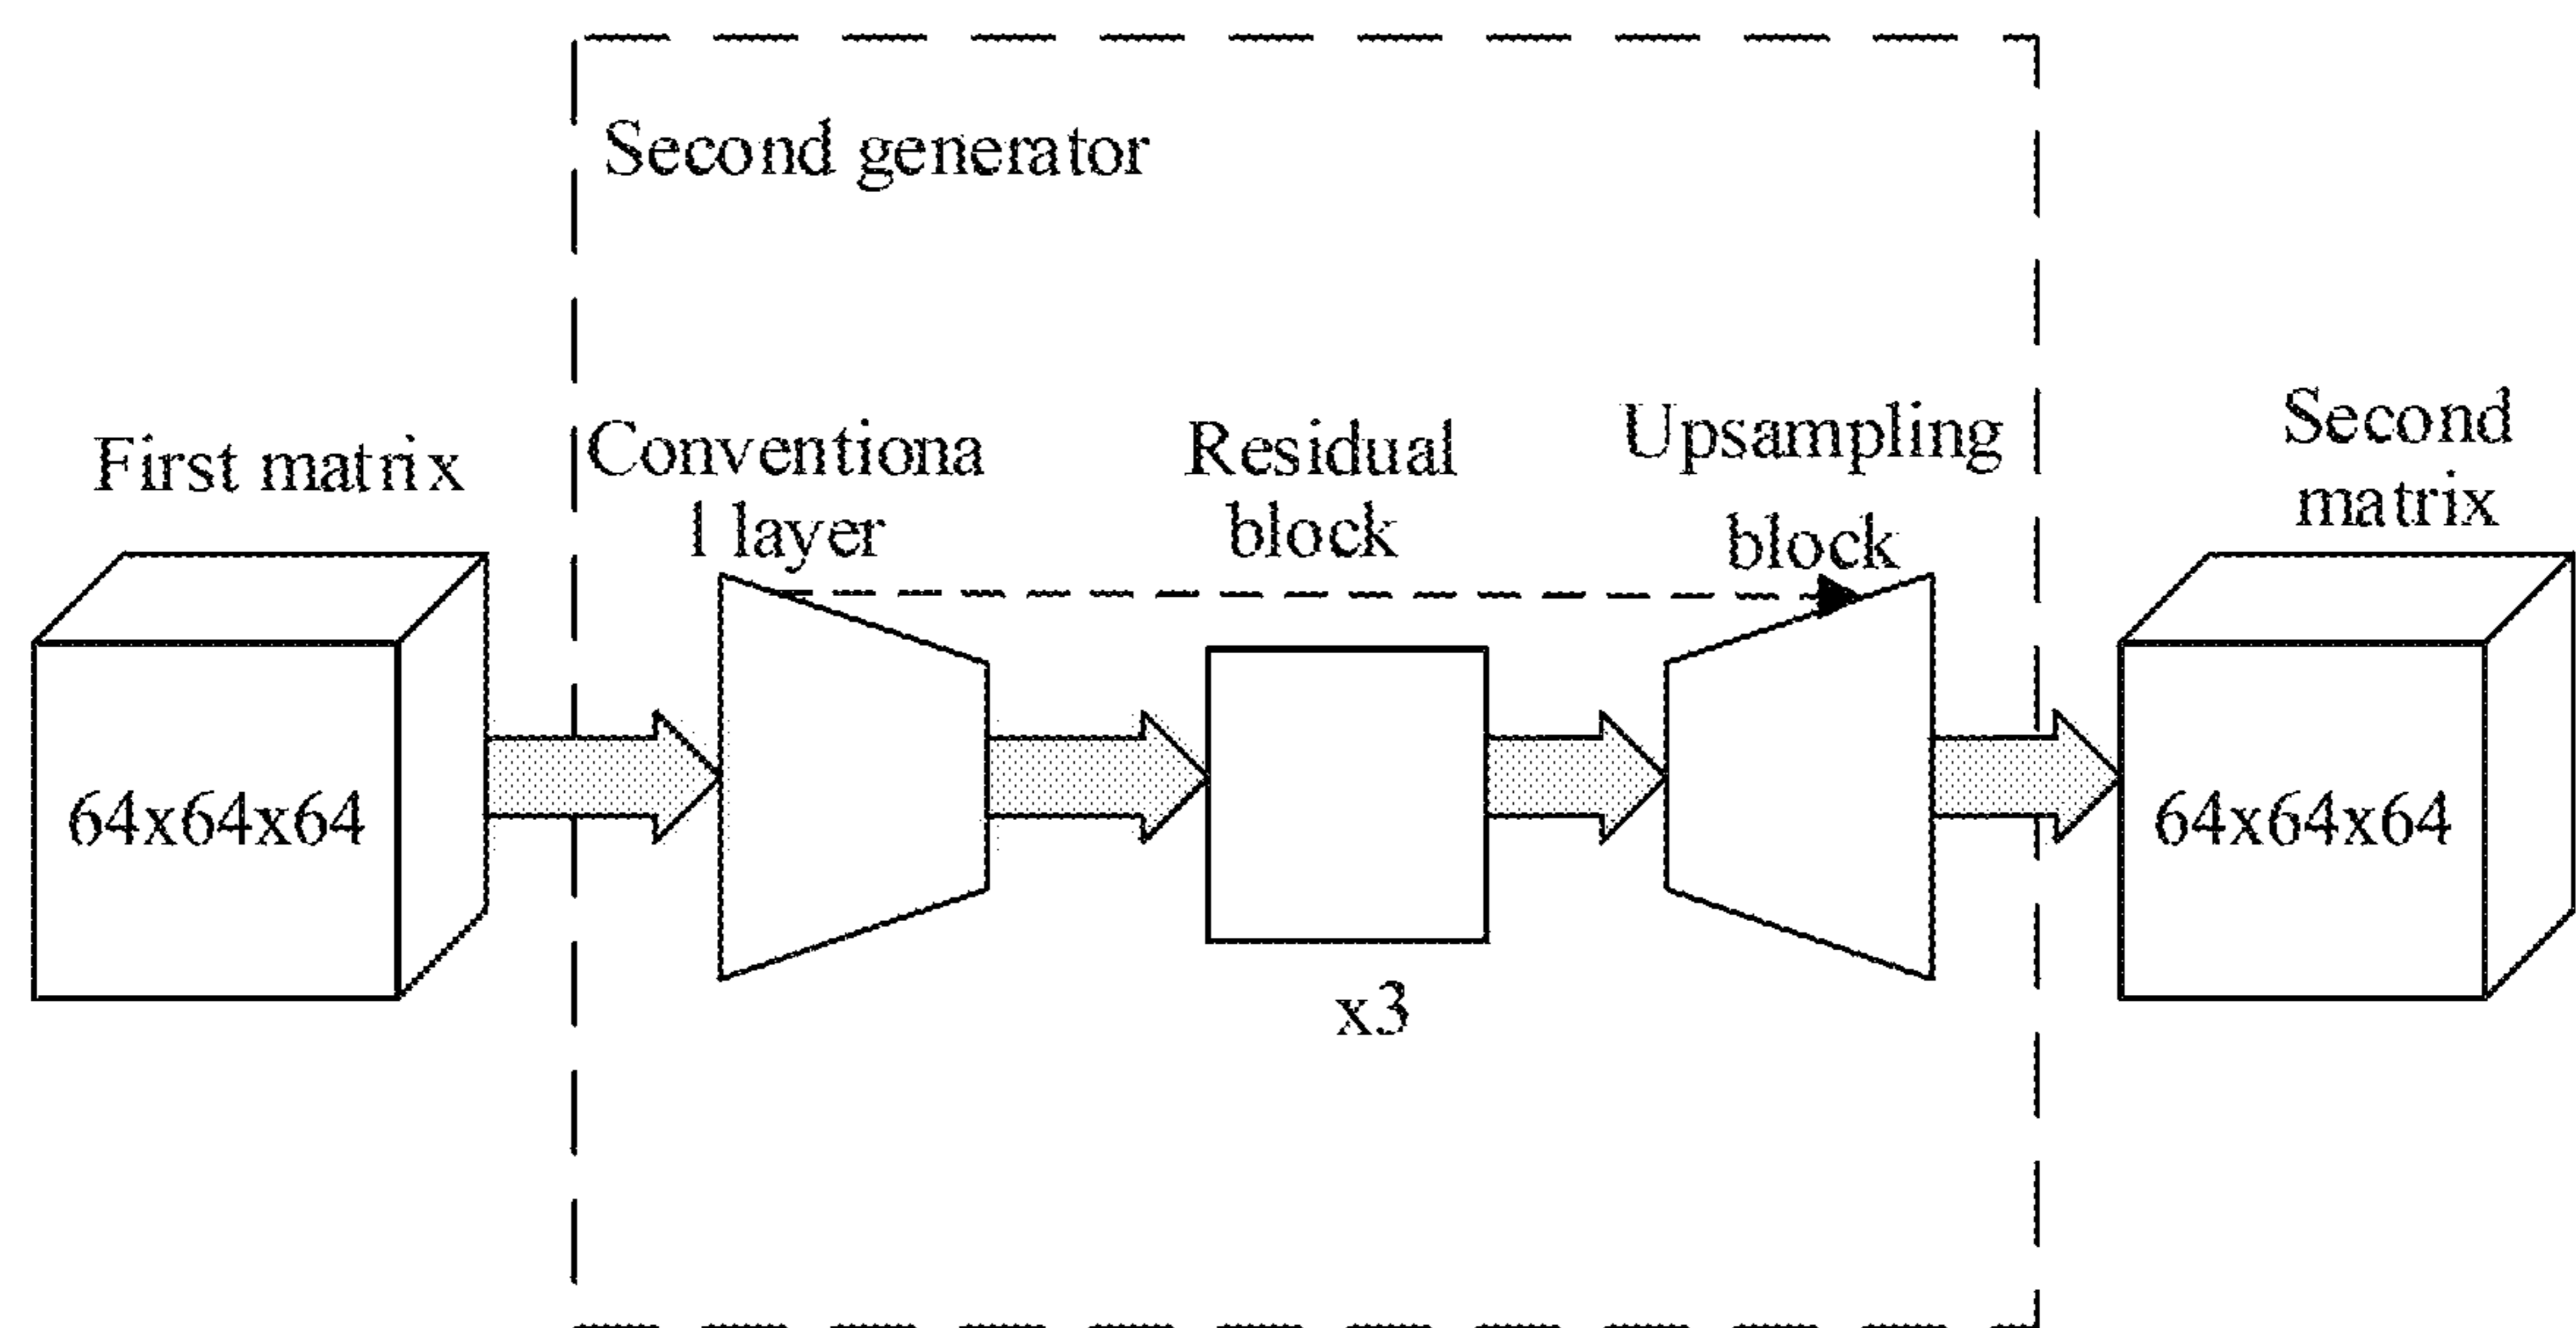 Second generator
First matrix
Conventiona
l layer
Residual
block
Upsampling
block
Second
matrix
64x64x64
x3
64x64x64